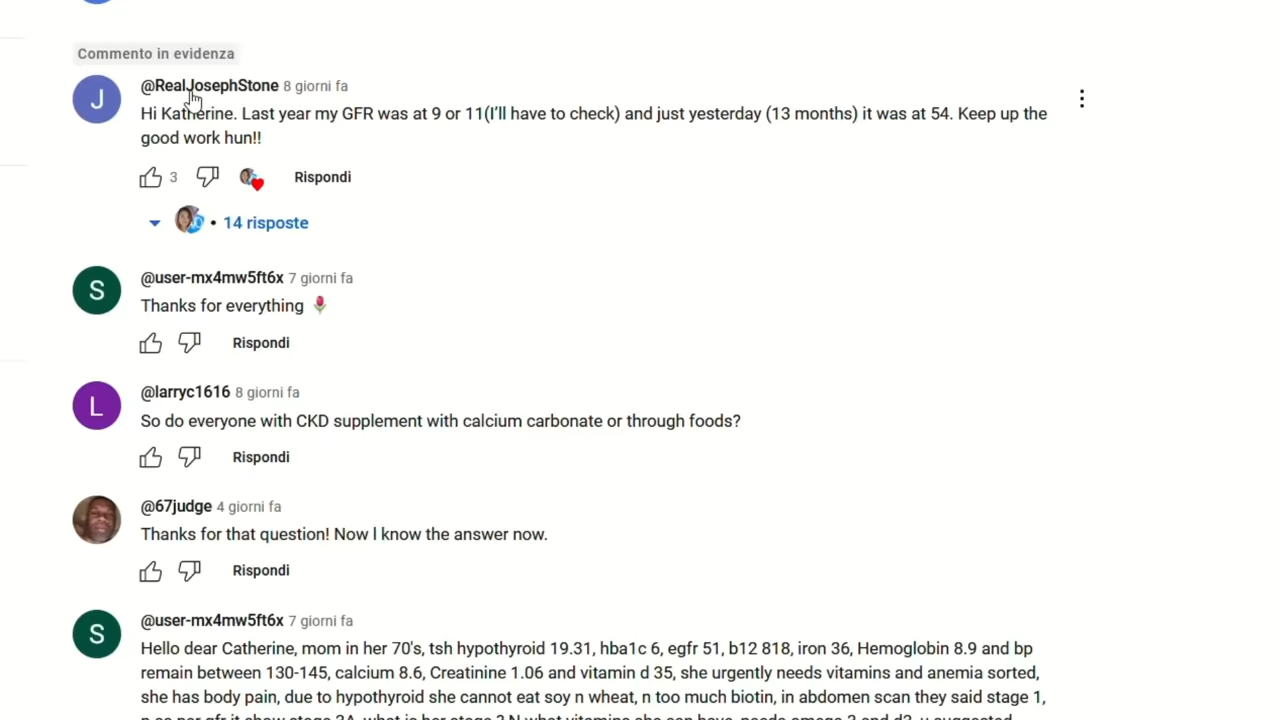 Commento in evidenza
@RealJosephStone 8 giorni fa
J
Hi Katherine. Last year my GFR was at 9 or 11(I'll have to check) and just yesterday (13 months) it was at 54. Keep up the
good work hun!!
3 Rispondi
• 14 risposte
@user-mx4mw5ft6x 7 giorni fa
S
Thanks for everything 🌷
Rispondi
@larryc1616 8 giorni fa
L
So do everyone with CKD supplement with calcium carbonate or through foods?
Rispondi
@67judge 4 giorni fa
Thanks for that question! Now I know the answer now.
Rispondi
@user-mx4mw5ft6x 7 giorni fa
S
Hello dear Catherine, mom in her 70's, tsh hypothyroid 19.31, hba1c 6, egfr 51, b12 818, iron 36, Hemoglobin 8.9 and bp
remain between 130-145, calcium 8.6, Creatinine 1.06 and vitamin d 35, she urgently needs vitamins and anemia sorted,
she has body pain, due to hypothyroid she cannot eat soy n wheat, n too much biotin, in abdomen scan they said stage 1,